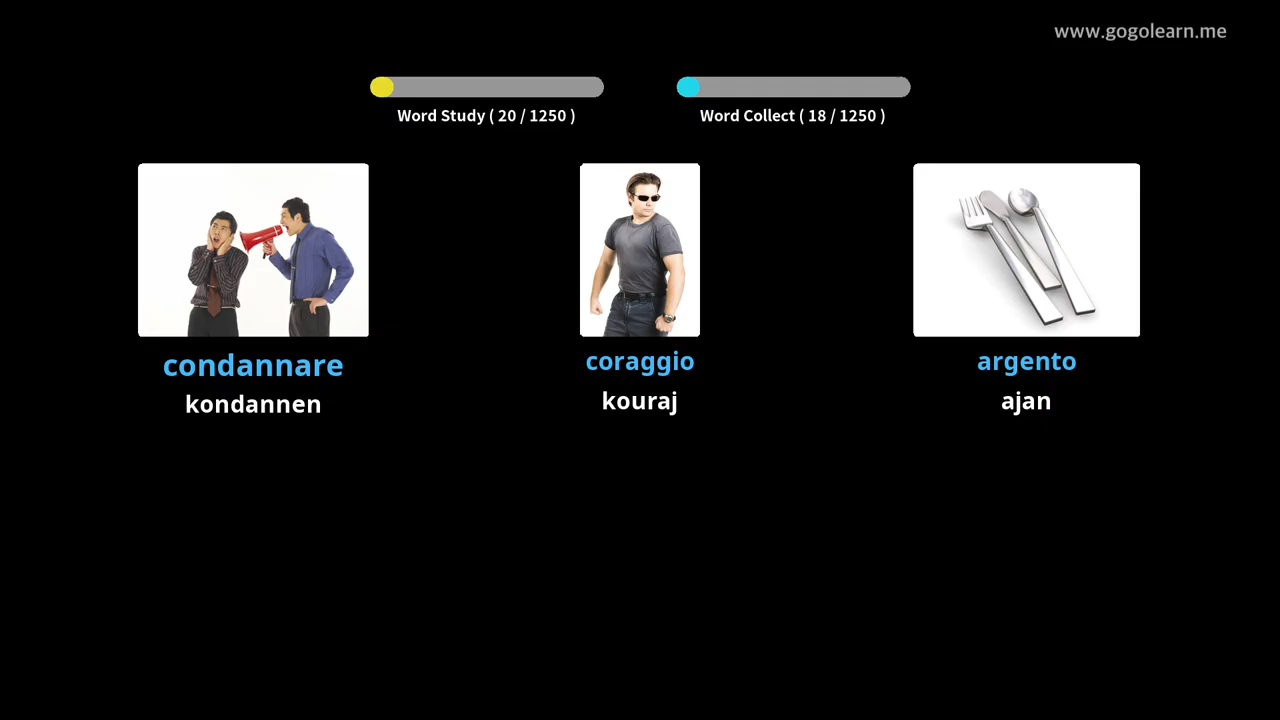 www.gogolearn.me
Word Study ( 20 / 1250 )
Word Collect ( 18 / 1250 )
condannare
kondannen
coraggio
kouraj
argento
ajan